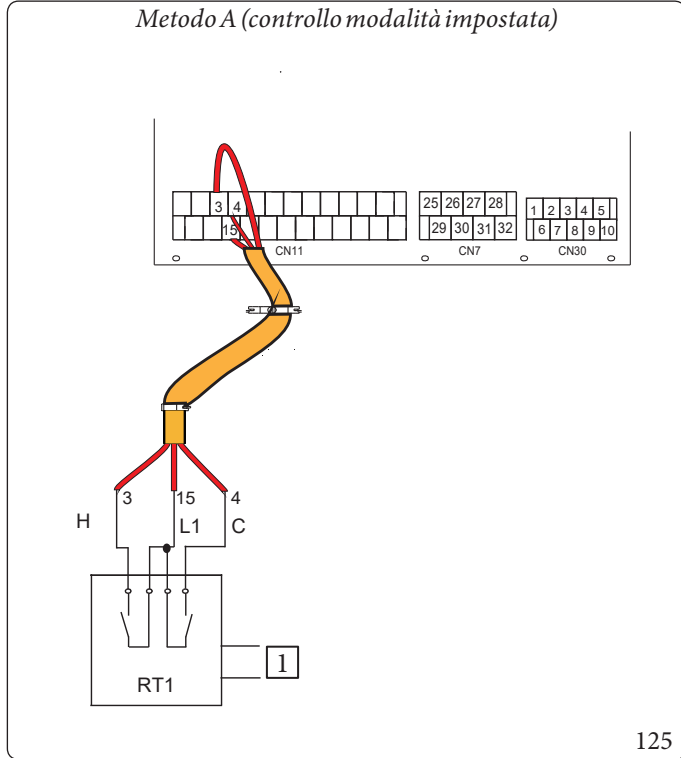 Metodo A (controllo modalità impostata)
3 4
15
CN11
25 26 27 28
29 30 31 32
CN7
1 2 3 4 5
6 7 8 9 10
CN30
3 15 4
H L1 C
RT1
1
125